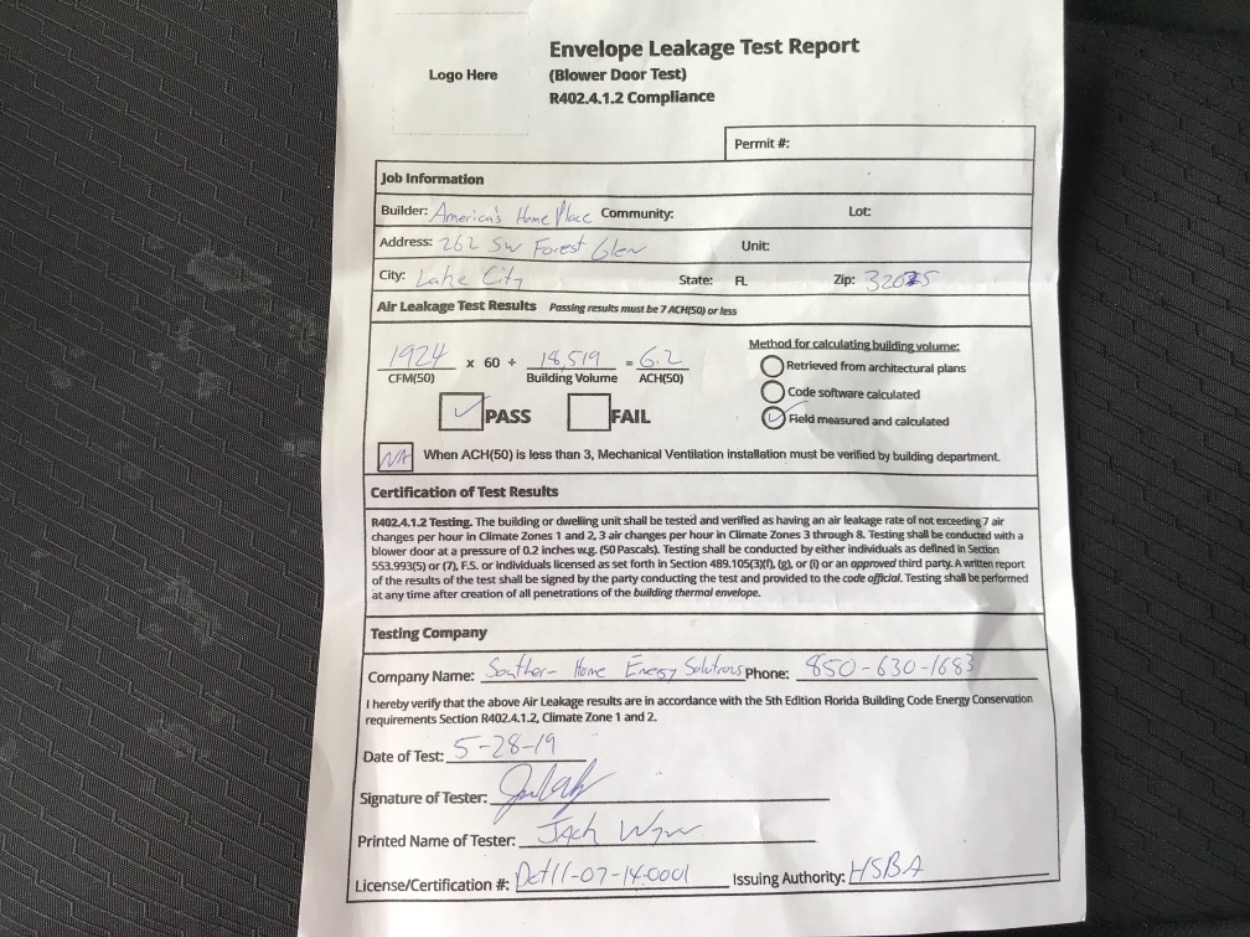 Envelope Leakage Test Report
Logo Here
(Blower Door Test)
R402.4.1.2 Compliance
Permit #:
Job Information
Builder: America's Home Place Community: Lot:
Address: 262 SW Forest Glen Unit:
City: Lake City State: FL Zip: 32025
Air Leakage Test Results Passing results must be 7 ACH(50) or less
Method for calculating building volume:
1924 x 60 ÷ 18,519 = 6.2
CFM(50) Building Volume ACH(50)
Retrieved from architectural plans
Code software calculated
✓ Field measured and calculated
✓ PASS FAIL
NA When ACH(50) is less than 3, Mechanical Ventilation installation must be verified by building department.
Certification of Test Results
R402.4.1.2 Testing. The building or dwelling unit shall be tested and verified as having an air leakage rate of not exceeding 7 air
changes per hour in Climate Zones 1 and 2, 3 air changes per hour in Climate Zones 3 through 8. Testing shall be conducted with a
blower door at a pressure of 0.2 inches w.g. (50 Pascals). Testing shall be conducted by either individuals as defined in Section
553.993(5) or (7), F.S. or individuals licensed as set forth in Section 489.105(3)(f), (g), or (i) or an approved third party. A written report
of the results of the test shall be signed by the party conducting the test and provided to the code official. Testing shall be performed
at any time after creation of all penetrations of the building thermal envelope.
Testing Company
Company Name: Southern Home Energy Solutions Phone: 850-630-1683
I hereby verify that the above Air Leakage results are in accordance with the 5th Edition Florida Building Code Energy Conservation
requirements Section R402.4.1.2, Climate Zone 1 and 2.
Date of Test: 5-28-19
Signature of Tester:
Printed Name of Tester: Jack
License/Certification #: Det11-07-14-0001 Issuing Authority: HSBA